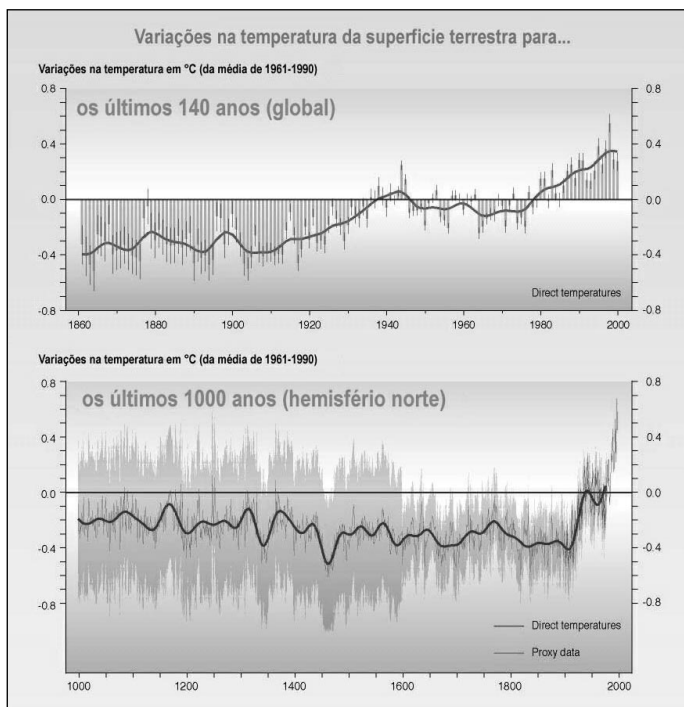 Variações na temperatura da superficie terrestra para...
Variações na temperatura em °C (da média de 1961-1990)
0.8 0.8
os últimos 140 anos (global)
0.4 0.4
0.0 0.0
-0.4 -0.4
Direct temperatures
-0.8 -0.8
1860 1880 1900 1920 1940 1960 1980 2000
Variações na temperatura em °C (da média de 1961-1990)
0.8 0.8
os últimos 1000 anos (hemisfério norte)
0.4 0.4
0.0 0.0
-0.4 -0.4
-0.8 -0.8
Direct temperatures
Proxy data
1000 1200 1400 1600 1800 2000